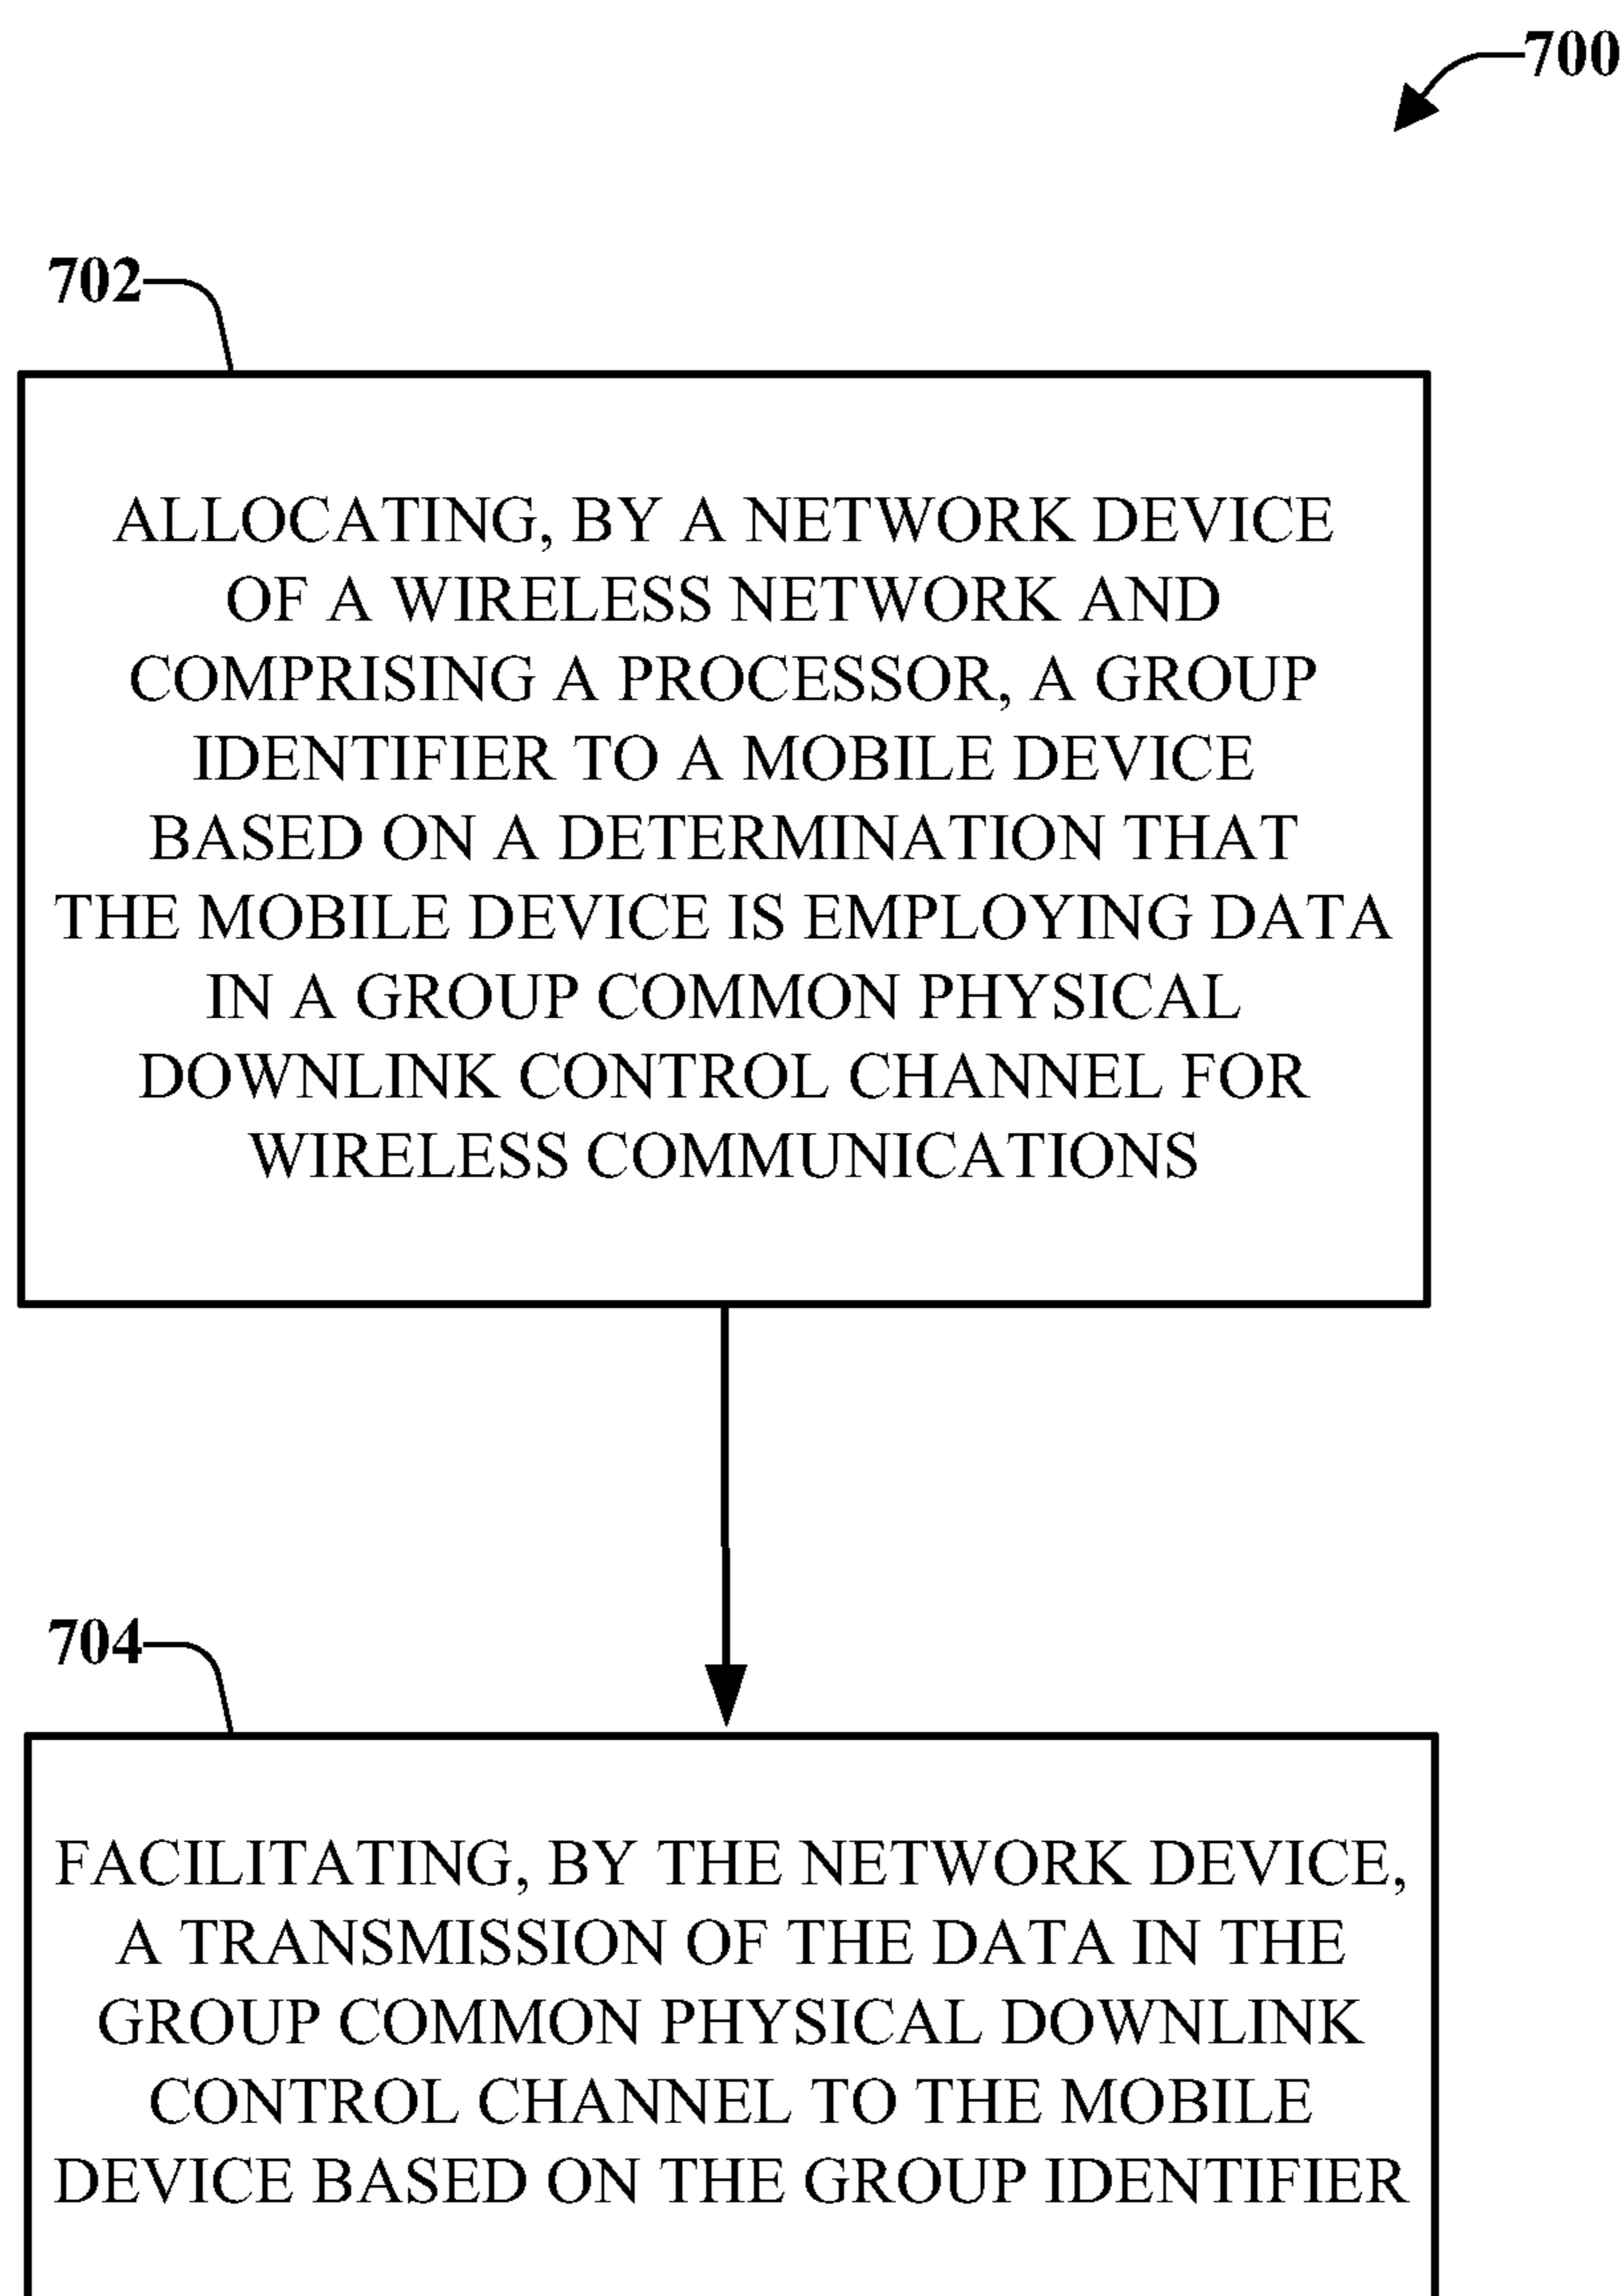 700
702
ALLOCATING, BY A NETWORK DEVICE
OF A WIRELESS NETWORK AND
COMPRISING A PROCESSOR, A GROUP
IDENTIFIER TO A MOBILE DEVICE
BASED ON A DETERMINATION THAT
THE MOBILE DEVICE IS EMPLOYING DATA
IN A GROUP COMMON PHYSICAL
DOWNLINK CONTROL CHANNEL FOR
WIRELESS COMMUNICATIONS
704
FACILITATING, BY THE NETWORK DEVICE,
A TRANSMISSION OF THE DATA IN THE
GROUP COMMON PHYSICAL DOWNLINK
CONTROL CHANNEL TO THE MOBILE
DEVICE BASED ON THE GROUP IDENTIFIER